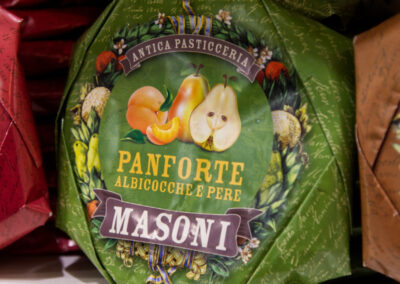 ANTICA PASTICCERIA
PANFORTE
ALBICOCCHE E PERE
MASONI